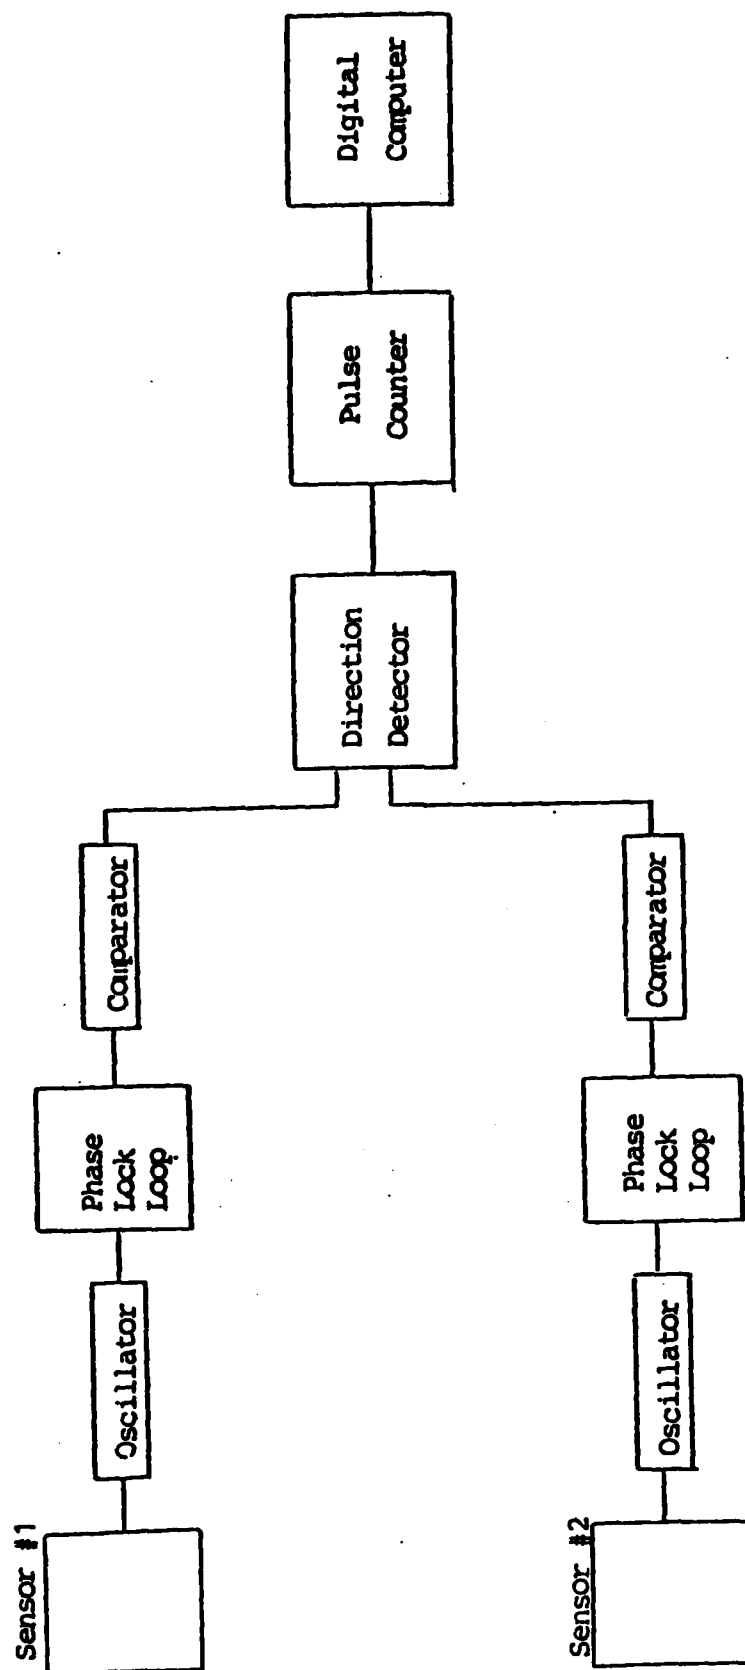 Sensor #1
Oscillator
Phase
Lock
Loop
Comparator
Sensor #2
Oscillator
Phase
Lock
Loop
Comparator
Direction
Detector
Pulse
Counter
Digital
Computer